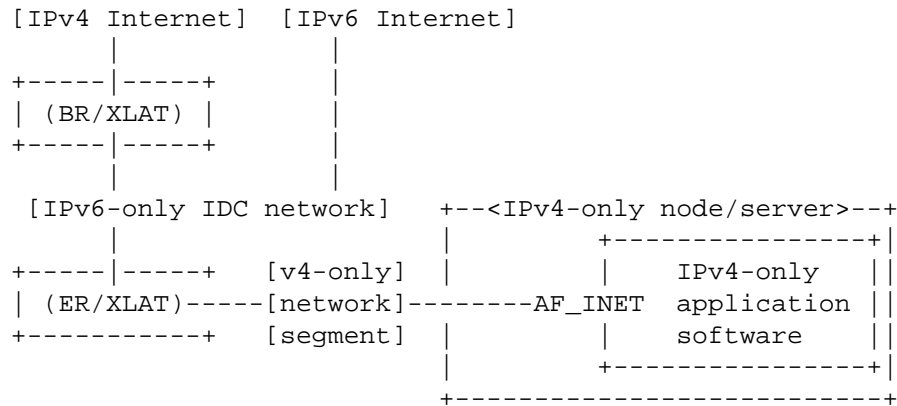 [IPv4 Internet]  [IPv6 Internet]
(BR/XLAT)
[IPv6-only IDC network]  <IPv4-only node/server>
[v4-only]  IPv4-only
(ER/XLAT)  [network]  AF_INET  application
[segment]  software